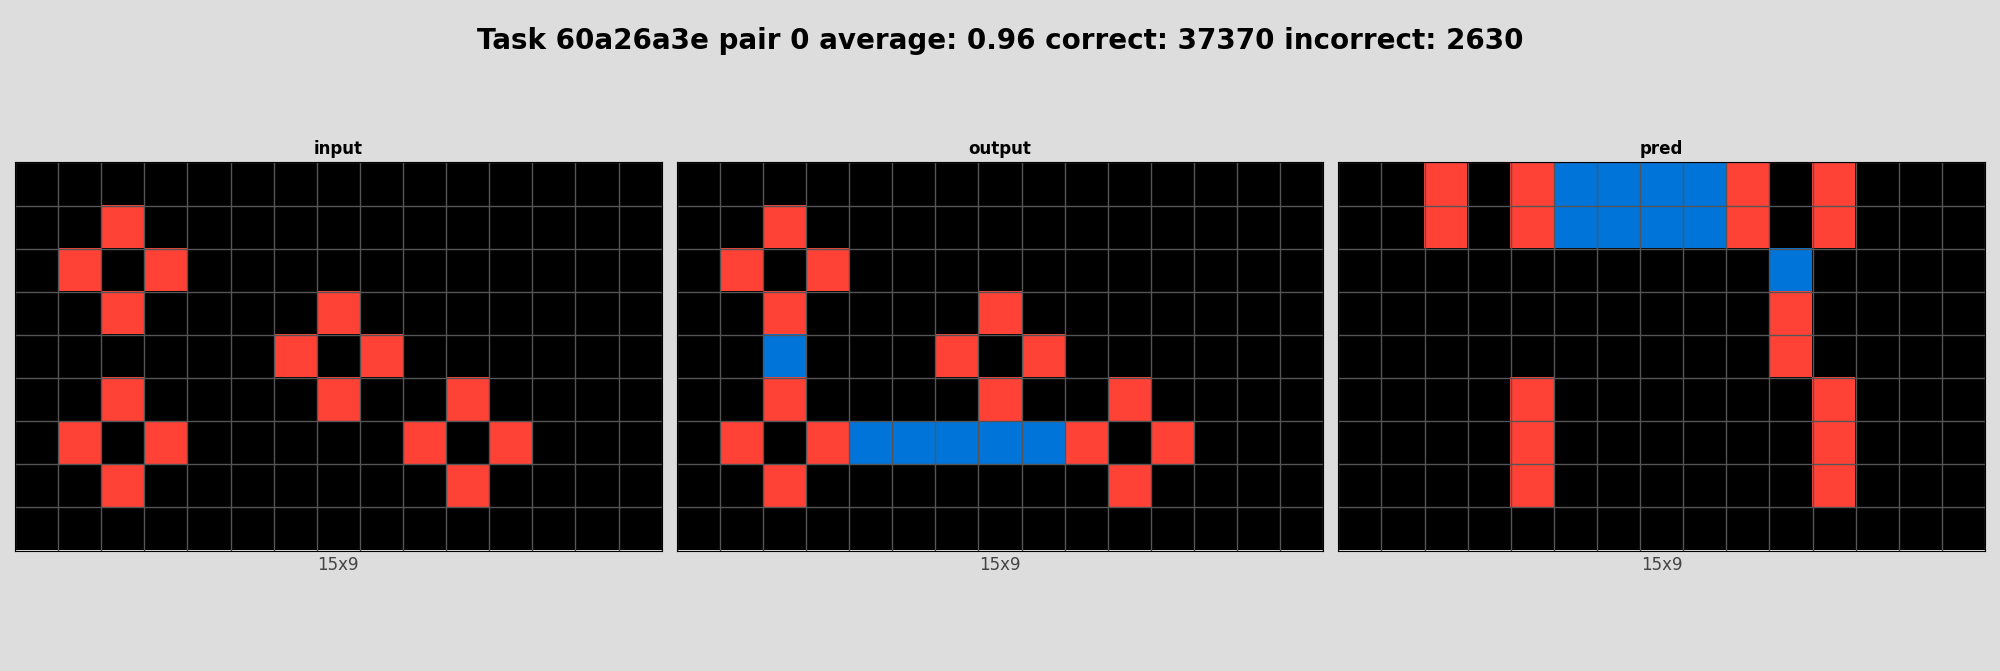 Task 60a26a3e pair 0 average: 0.96 correct: 37370 incorrect: 2630
input
output
pred
15x9
15x9
15x9